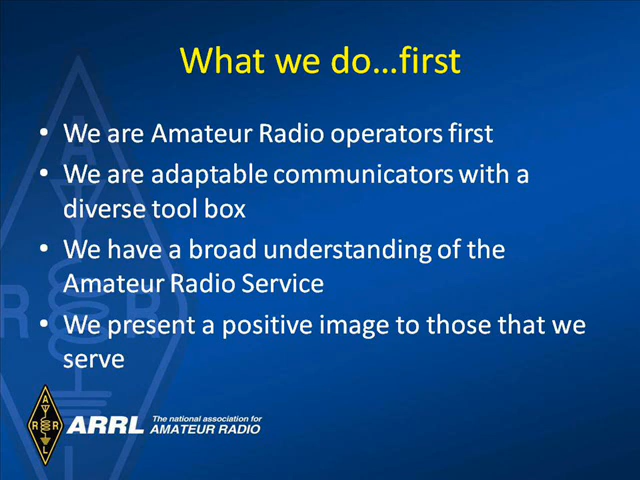 What we do...first
• We are Amateur Radio operators first
• We are adaptable communicators with a
diverse tool box
• We have a broad understanding of the
Amateur Radio Service
• We present a positive image to those that we
serve
A
R R
L
ARRL
The national association for
AMATEUR RADIO